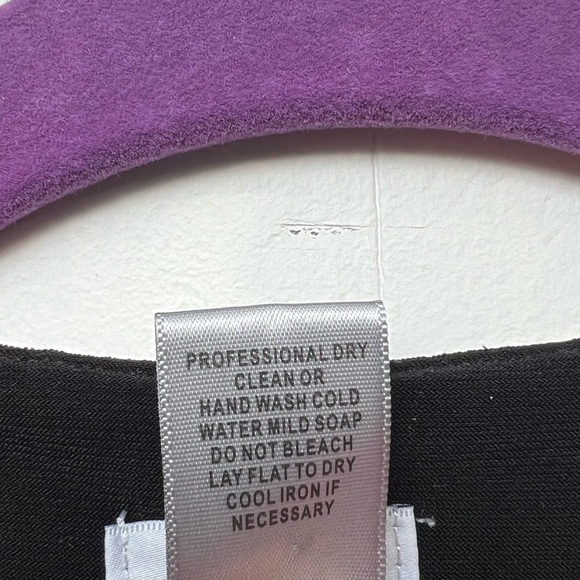 PROFESSIONAL DRY
CLEAN OR
HAND WASH COLD
WATER MILD SOAP
DO NOT BLEACH
LAY FLAT TO DRY
COOL IRON IF
NECESSARY